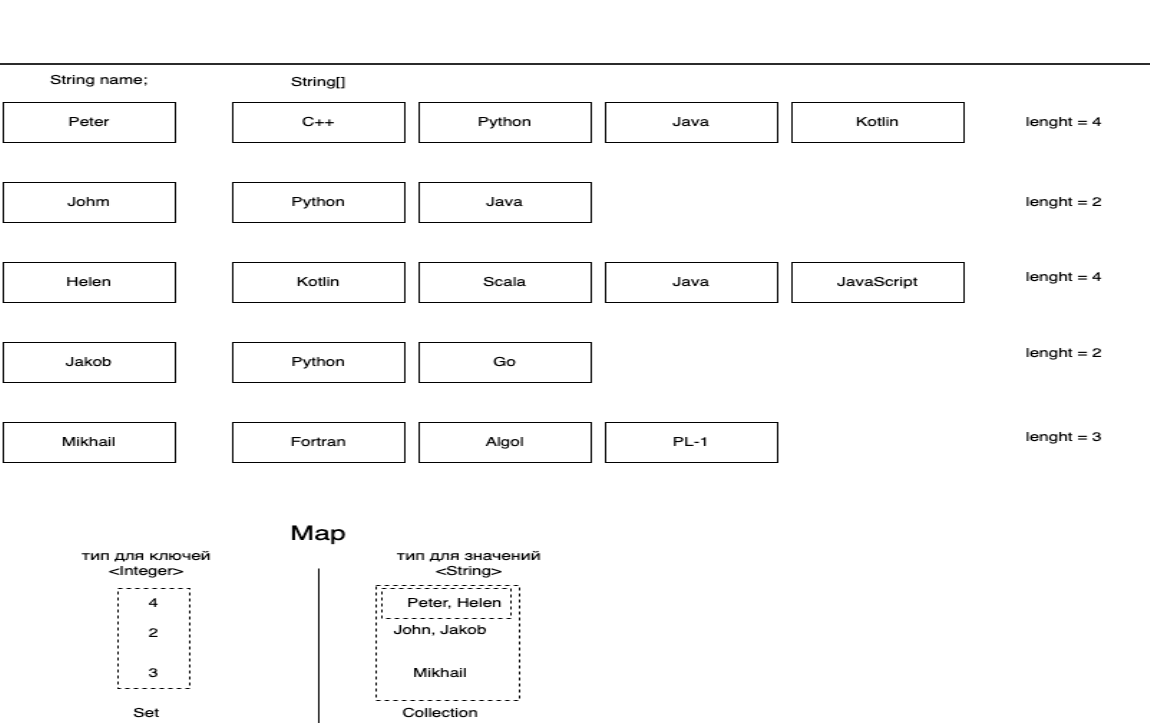 String name; String[]
Peter C++ Python Java Kotlin lenght = 4
Johm Python Java lenght = 2
Helen Kotlin Scala Java JavaScript lenght = 4
Jakob Python Go lenght = 2
Mikhail Fortran Algol PL-1 lenght = 3
Map
тип для ключей тип для значений
<Integer> <String>
4 Peter, Helen
2 John, Jakob
3 Mikhail
Set Collection